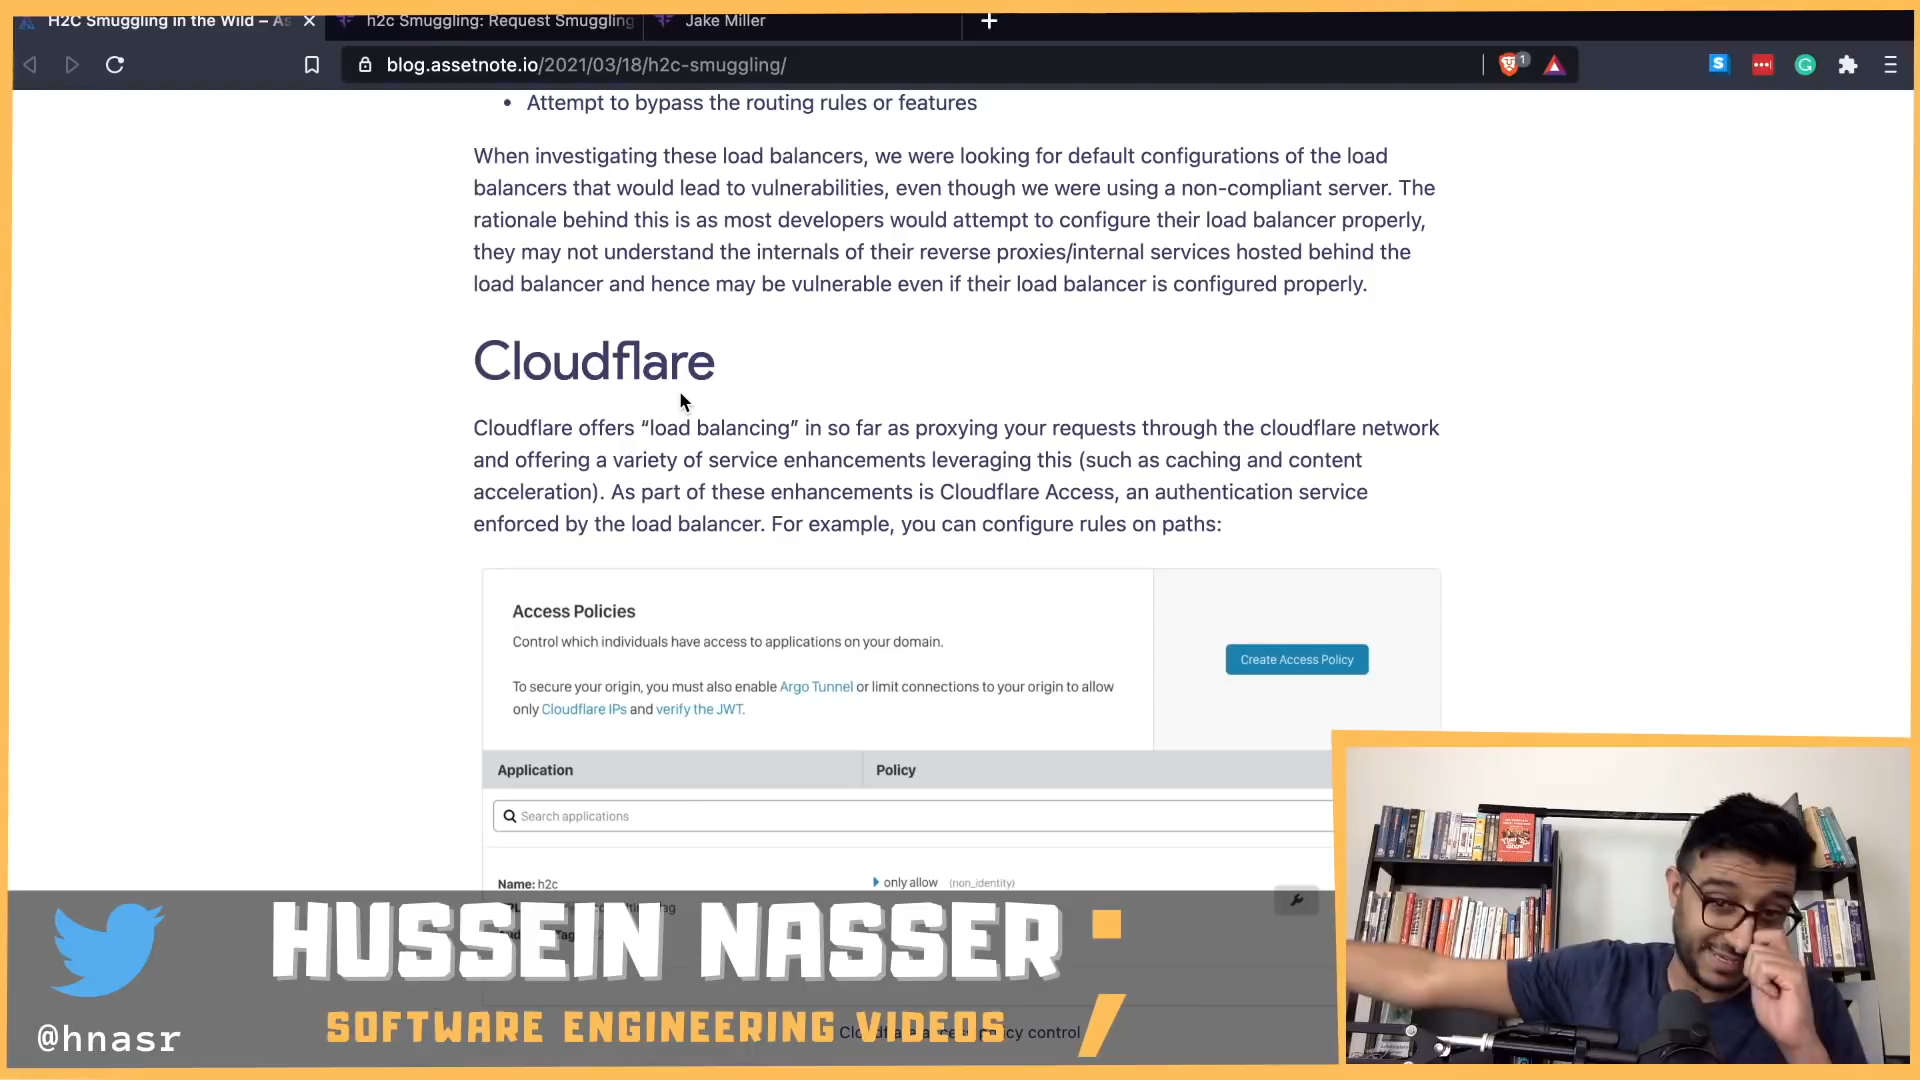 H2C Smuggling in the Wild – As
h2c Smuggling: Request Smuggling
Jake Miller
blog.assetnote.io/2021/03/18/h2c-smuggling/
1
S
G
• Attempt to bypass the routing rules or features
When investigating these load balancers, we were looking for default configurations of the load
balancers that would lead to vulnerabilities, even though we were using a non-compliant server. The
rationale behind this is as most developers would attempt to configure their load balancer properly,
they may not understand the internals of their reverse proxies/internal services hosted behind the
load balancer and hence may be vulnerable even if their load balancer is configured properly.
Cloudflare
Cloudflare offers “load balancing” in so far as proxying your requests through the cloudflare network
and offering a variety of service enhancements leveraging this (such as caching and content
acceleration). As part of these enhancements is Cloudflare Access, an authentication service
enforced by the load balancer. For example, you can configure rules on paths:
Access Policies
Control which individuals have access to applications on your domain.
Create Access Policy
To secure your origin, you must also enable Argo Tunnel or limit connections to your origin to allow
only Cloudflare IPs and verify the JWT.
Application
Policy
Search applications
Name: h2c
only allow (non_identity)
HUSSEIN NASSER ;
SOFTWARE ENGINEERING VIDEOS
@hnasr
policy control